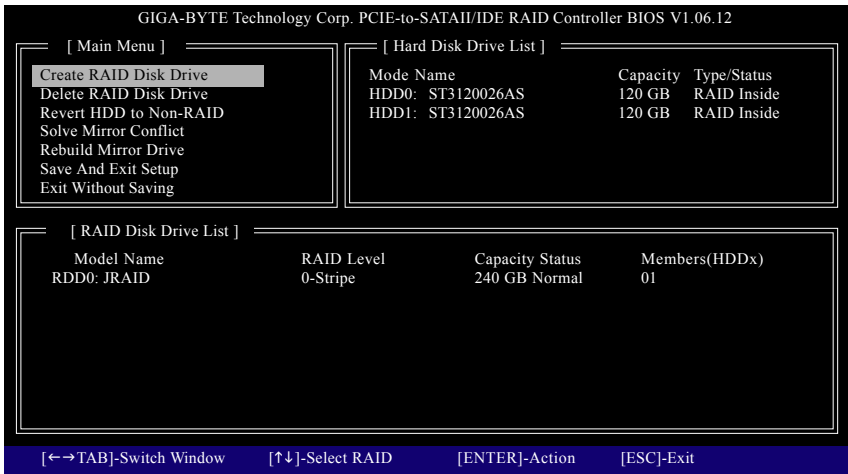 GIGA-BYTE Technology Corp. PCIE-to-SATAII/IDE RAID Controller BIOS V1.06.12
[ Main Menu ]
Create RAID Disk Drive
Delete RAID Disk Drive
Revert HDD to Non-RAID
Solve Mirror Conflict
Rebuild Mirror Drive
Save And Exit Setup
Exit Without Saving
[ Hard Disk Drive List ]
Mode Name Capacity Type/Status
HDD0: ST3120026AS 120 GB RAID Inside
HDD1: ST3120026AS 120 GB RAID Inside
[ RAID Disk Drive List ]
Model Name RAID Level Capacity Status Members(HDDx)
RDD0: JRAID 0-Stripe 240 GB Normal 01
[←→TAB]-Switch Window [↑↓]-Select RAID [ENTER]-Action [ESC]-Exit